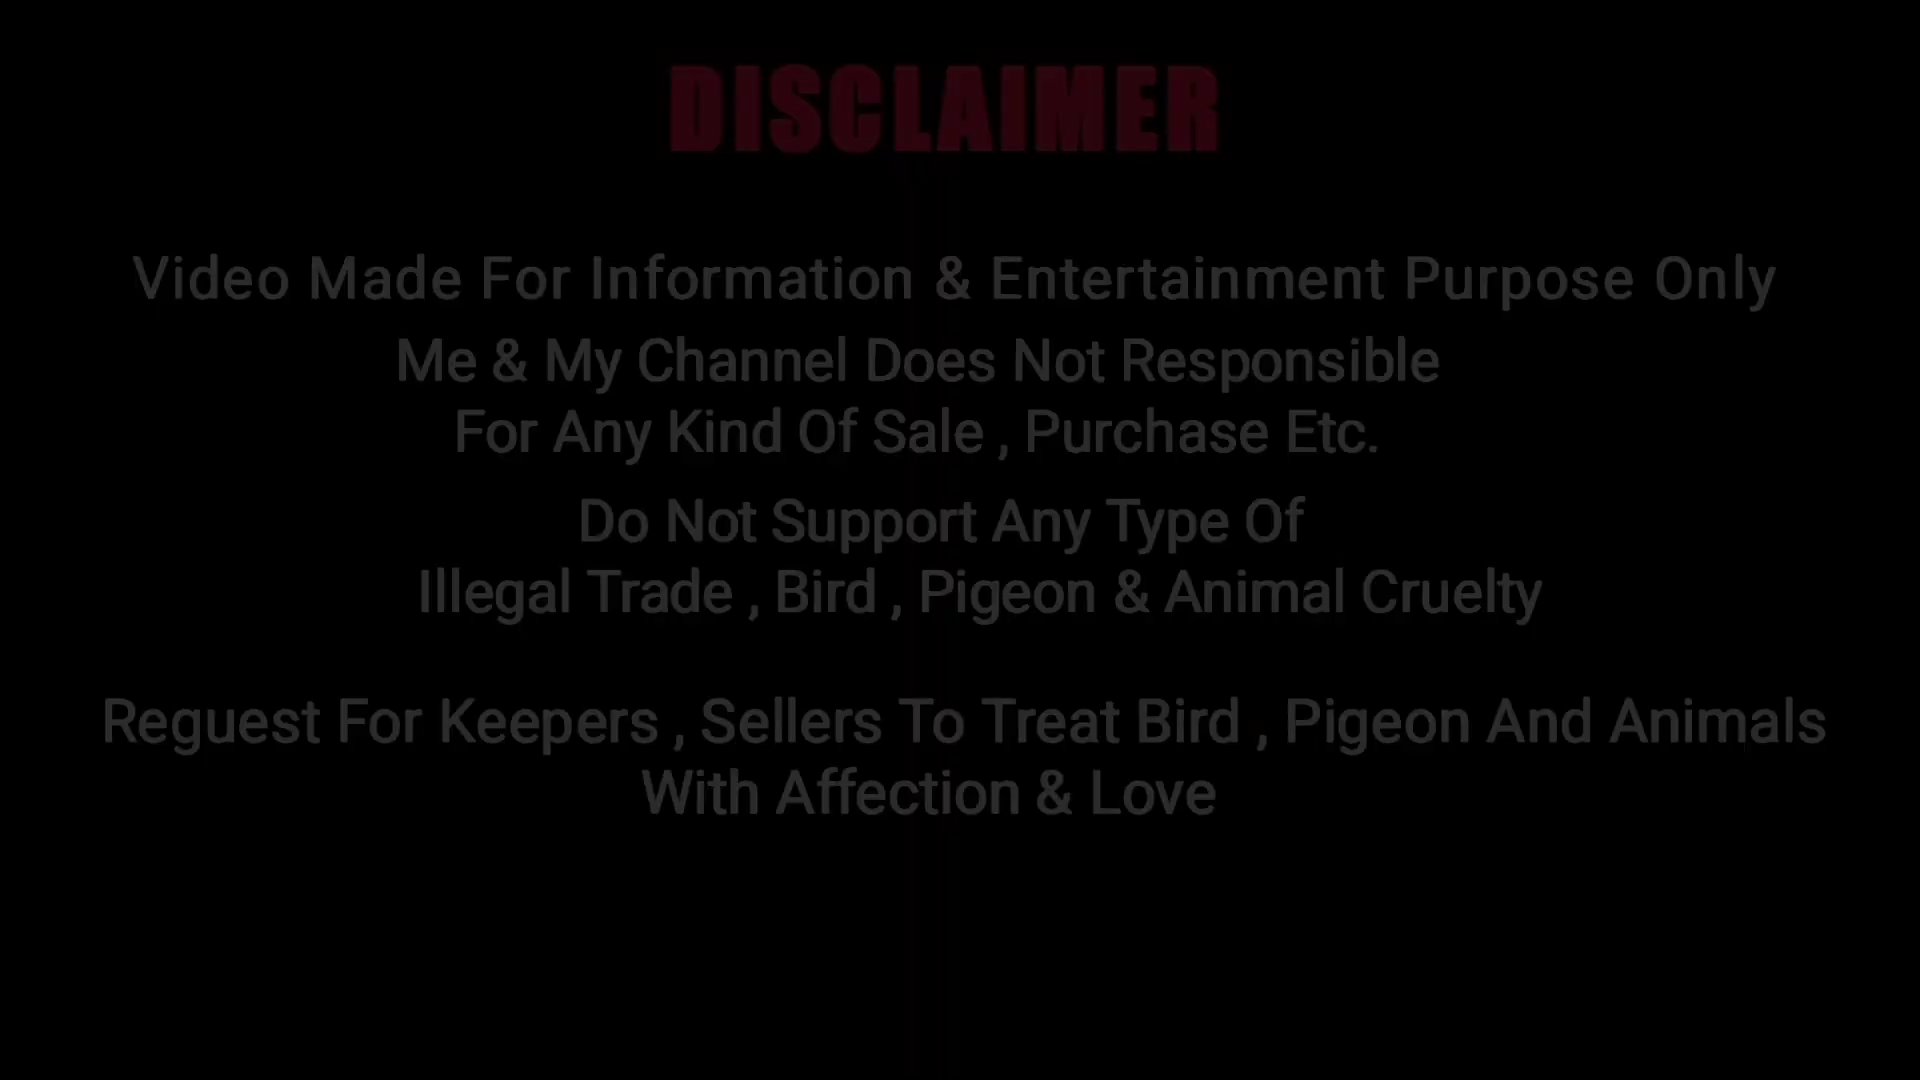 DISCLAIMER
Video Made For Information & Entertainment Purpose Only
Me & My Channel Does Not Responsible
For Any Kind Of Sale , Purchase Etc.
Do Not Support Any Type Of
Illegal Trade , Bird , Pigeon & Animal Cruelty
Reguest For Keepers , Sellers To Treat Bird , Pigeon And Animals
With Affection & Love